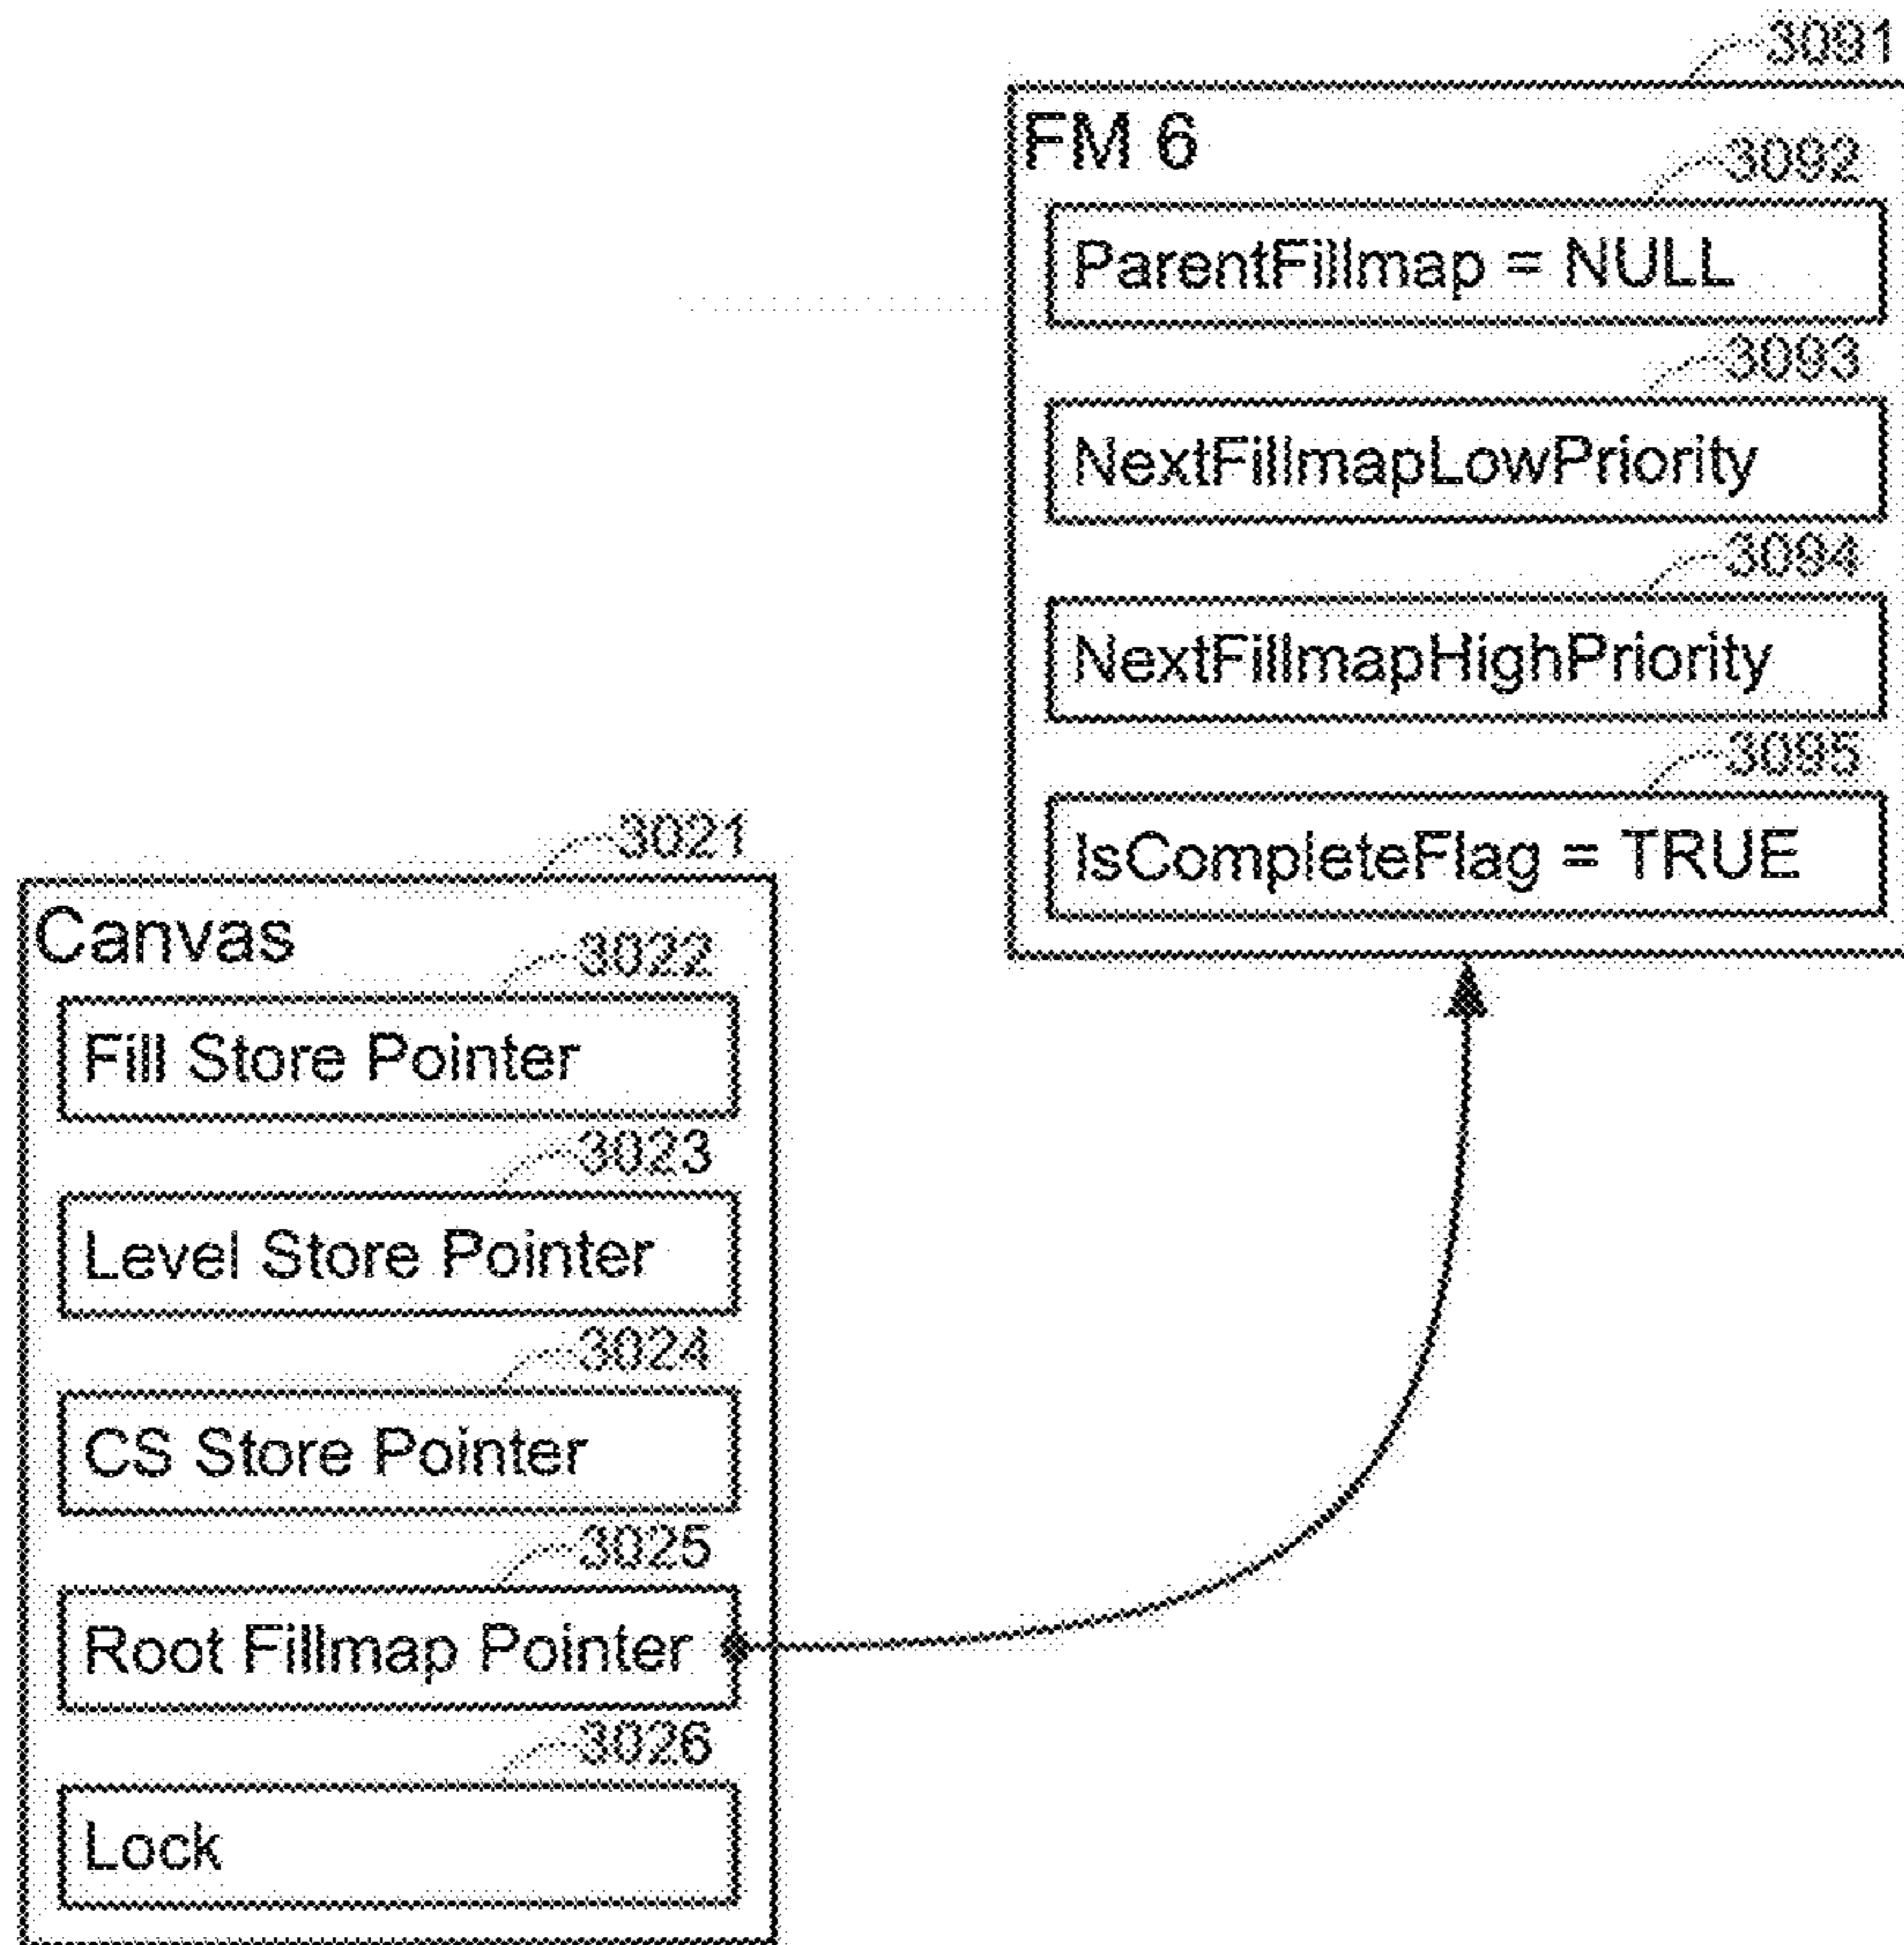 3091
FM 6
3092
ParentFillmap = NULL
3093
NextFillmapLowPriority
3094
NextFillmapHighPriority
3095
IsCompleteFlag = TRUE
3021
Canvas
3022
Fill Store Pointer
3023
Level Store Pointer
3024
CS Store Pointer
3025
Root Fillmap Pointer
3026
Lock